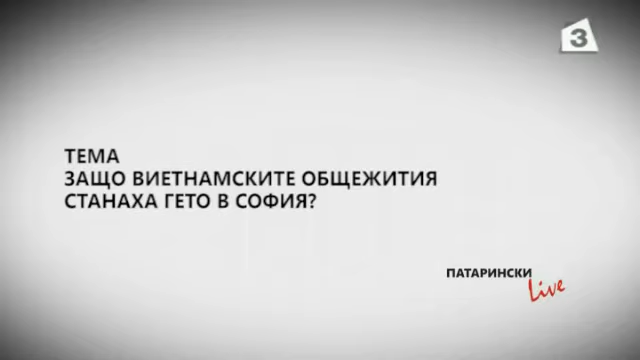 3
ТЕМА
ЗАЩО ВИЕТНАМСКИТЕ ОБЩЕЖИТИЯ
СТАНАХА ГЕТО В СОФИЯ?
ПАТАРИНСКИ
Live